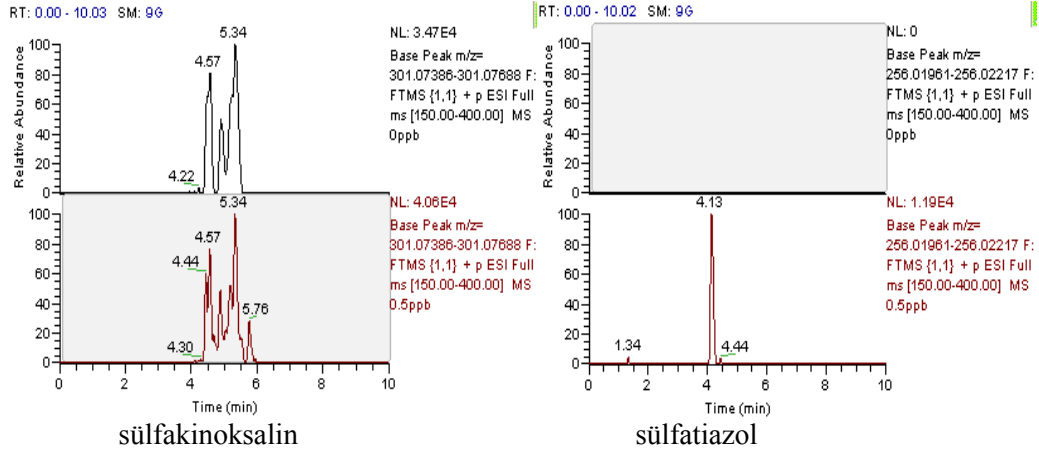 RT: 0.00 - 10.03 SM: 9G
Relative Abundance
100
80
60
40
20
0
4.22
4.57
5.34
NL: 3.47E4
Base Peak m/z=
301.07386-301.07688 F:
FTMS {1,1} + p ESI Full
ms [150.00-400.00] MS
0ppb
100
80
60
40
20
0
4.30
4.44
4.57
5.34
5.76
NL: 4.06E4
Base Peak m/z=
301.07386-301.07688 F:
FTMS {1,1} + p ESI Full
ms [150.00-400.00] MS
0.5ppb
0 2 4 6 8 10
Time (min)
sülfakinoksalin
RT: 0.00 - 10.02 SM: 9G
Relative Abundance
100
80
60
40
20
0
NL: 0
Base Peak m/z=
256.01961-256.02217 F:
FTMS {1,1} + p ESI Full
ms [150.00-400.00] MS
0ppb
100
80
60
40
20
0
1.34
4.13
4.44
NL: 1.19E4
Base Peak m/z=
256.01961-256.02217 F:
FTMS {1,1} + p ESI Full
ms [150.00-400.00] MS
0.5ppb
0 2 4 6 8 10
Time (min)
sülfatiazol